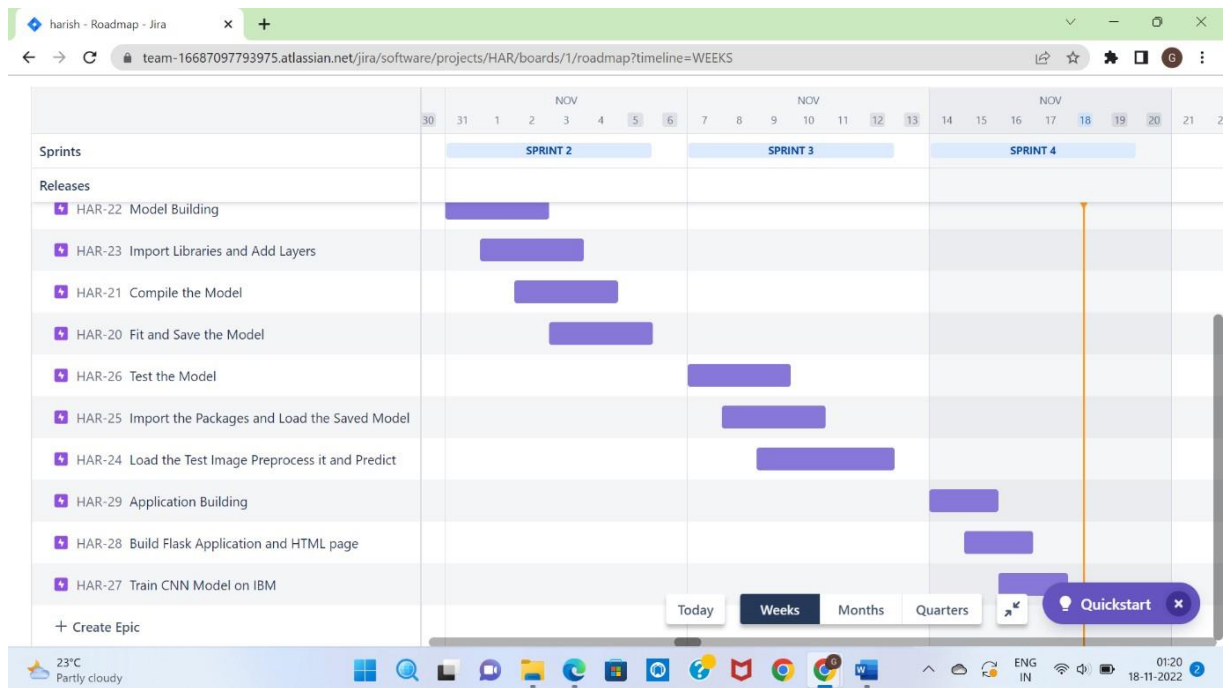 harish - Roadmap - Jira
team-16687097793975.atlassian.net/jira/software/projects/HAR/boards/1/roadmap?timeline=WEEKS
G
NOV NOV NOV
30 31 1 2 3 4 5 6 7 8 9 10 11 12 13 14 15 16 17 18 19 20 21 2
Sprints SPRINT 2 SPRINT 3 SPRINT 4
Releases
HAR-22 Model Building
HAR-23 Import Libraries and Add Layers
HAR-21 Compile the Model
HAR-20 Fit and Save the Model
HAR-26 Test the Model
HAR-25 Import the Packages and Load the Saved Model
HAR-24 Load the Test Image Preprocess it and Predict
HAR-29 Application Building
HAR-28 Build Flask Application and HTML page
HAR-27 Train CNN Model on IBM
Today Weeks Months Quarters Quickstart
+ Create Epic
23°C
Partly cloudy
ENG
IN
01:20
18-11-2022
2